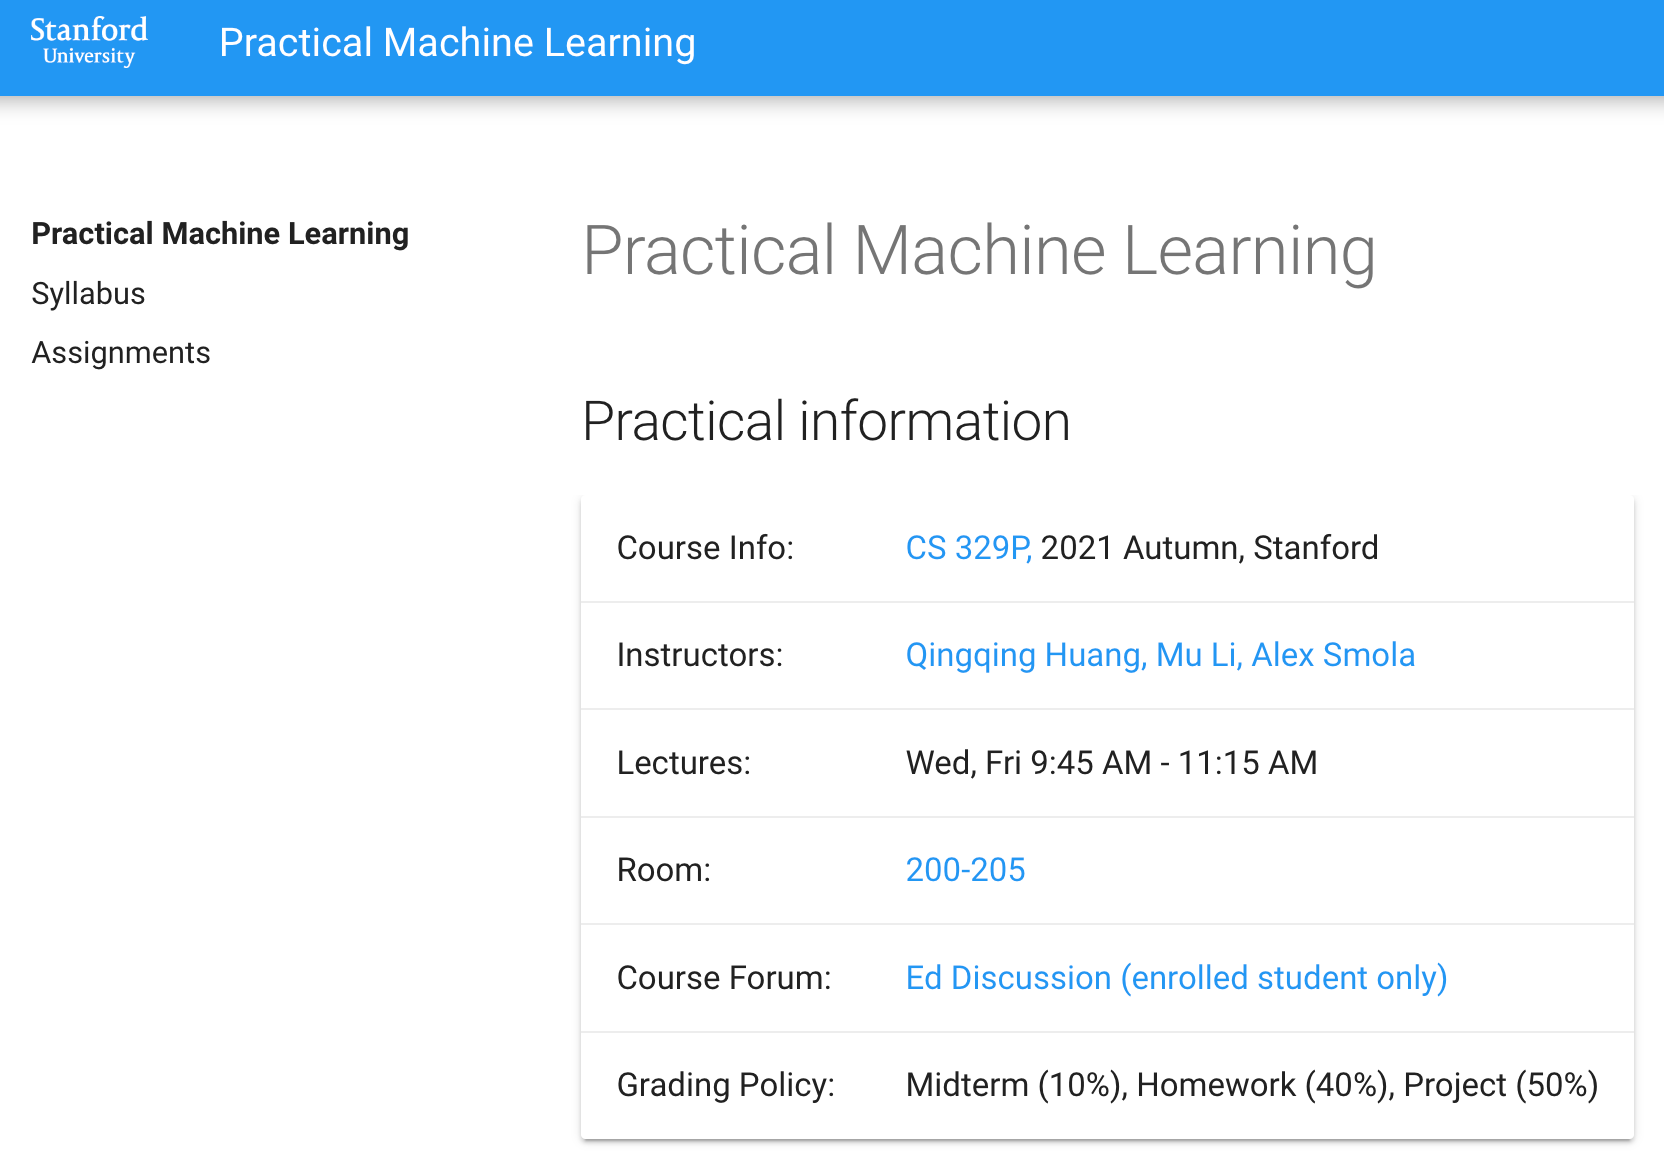 Stanford
University
Practical Machine Learning
Practical Machine Learning
Syllabus
Assignments
Practical Machine Learning
Practical information
Course Info: CS 329P, 2021 Autumn, Stanford
Instructors: Qingqing Huang, Mu Li, Alex Smola
Lectures: Wed, Fri 9:45 AM - 11:15 AM
Room: 200-205
Course Forum: Ed Discussion (enrolled student only)
Grading Policy: Midterm (10%), Homework (40%), Project (50%)